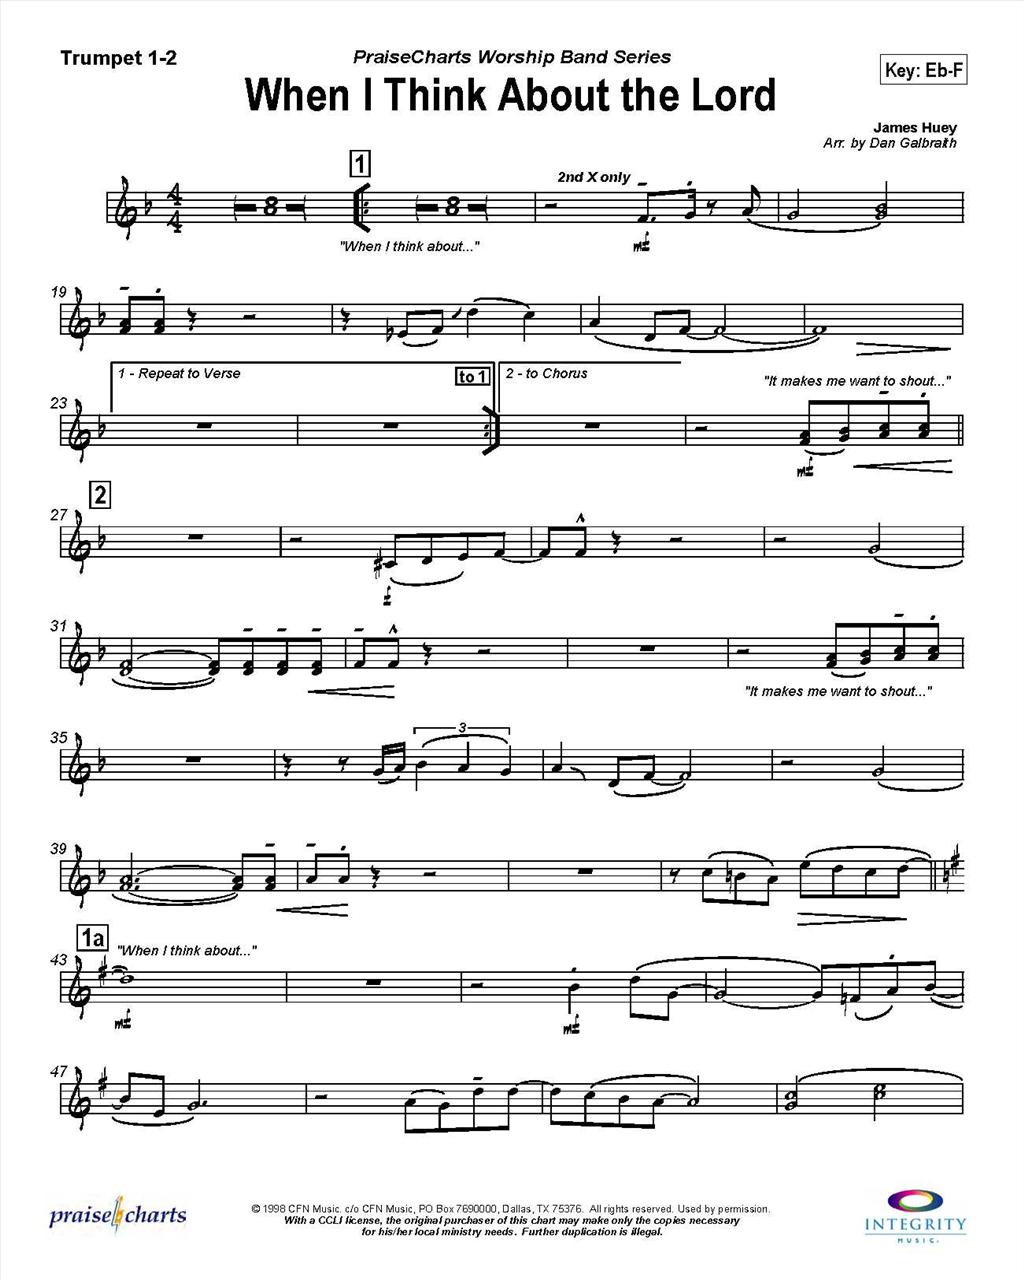 Trumpet 1-2
PraiseCharts Worship Band Series
Key: Eb-F
When I Think About the Lord
James Huey
Arr. by Dan Galbraith
1
2nd X only
4
4
8
8
mf
"When I think about..."
19
1 - Repeat to Verse
to 1
2 - to Chorus
"It makes me want to shout..."
23
mf
2
27
f
31
"It makes me want to shout..."
35
3
39
1a
"When I think about..."
43
mf
mf
47
praisecharts
© 1998 CFN Music. c/o CFN Music, PO Box 7690000, Dallas, TX 75376. All rights reserved. Used by permission.
With a CCLI license, the original purchaser of this chart may make only the copies necessary
for his/her local ministry needs. Further duplication is illegal.
INTEGRITY
MUSIC.